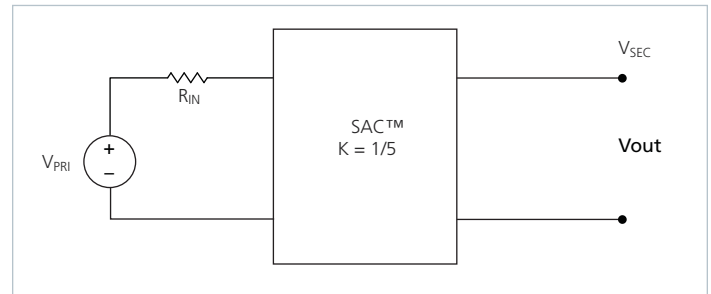 V_SEC
R_IN
SAC™
K = 1/5
Vout
+
V_PRI
–